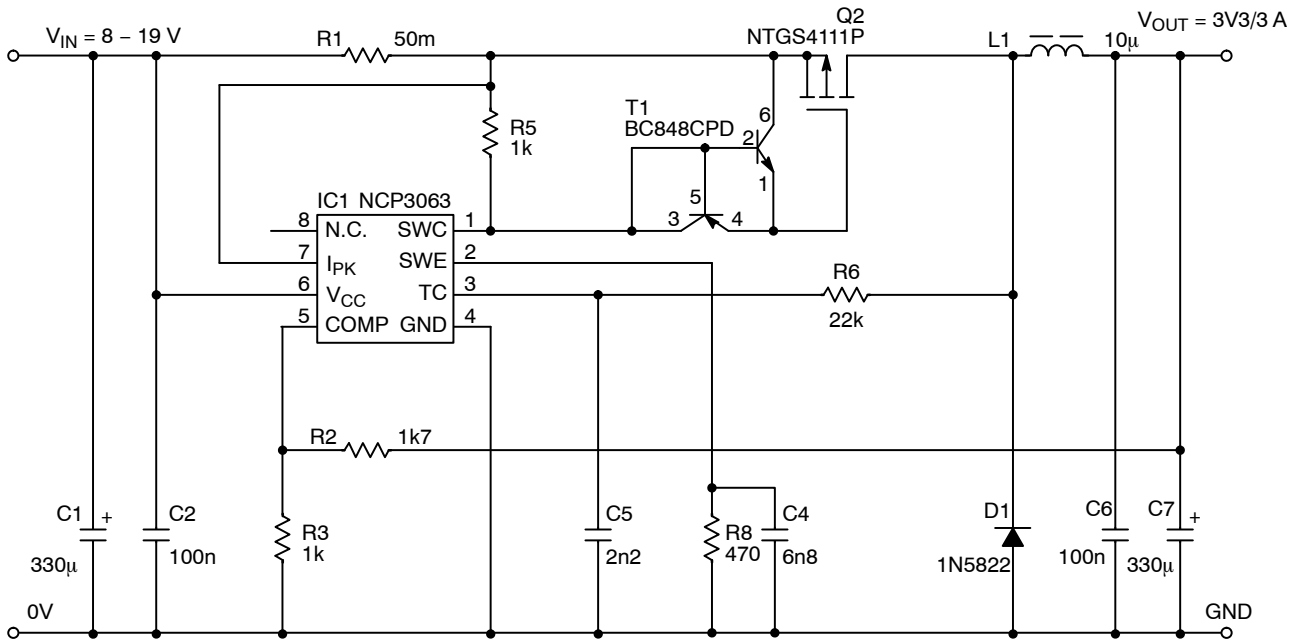 V_IN = 8 – 19 V
R1
50m
Q2
NTGS4111P
L1
10µ
V_OUT = 3V3/3 A
R5
1k
T1
BC848CPD
6
2
1
5
3
4
IC1 NCP3063
8 N.C. SWC 1
7 I_PK SWE 2
6 V_CC TC 3
5 COMP GND 4
R6
22k
R2
1k7
C1
+
330µ
C2
100n
R3
1k
C5
2n2
R8
470
C4
6n8
D1
1N5822
C6
100n
C7
+
330µ
0V
GND